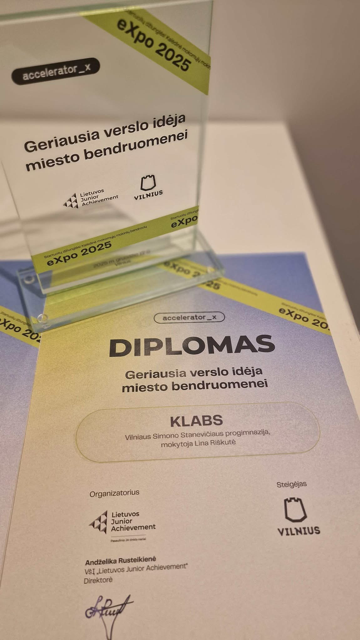 eXpo 2025
accelerator_x
Geriausia verslo idėja
miesto bendruomenei
Lietuvos
Junior
Achievement
VILNIUS
eXpo 2025
eXpo
accelerator_x
DIPLOMAS
Geriausia verslo idėja
miesto bendruomenei
KLABS
Vilniaus Simono Stanevičiaus progimnazija,
mokytoja Lina Riškutė
Organizatorius
Steigėjas
Lietuvos
Junior
Achievement
VILNIUS
Andželika Rusteikienė
VšĮ „Lietuvos Junior Achievement"
Direktorė